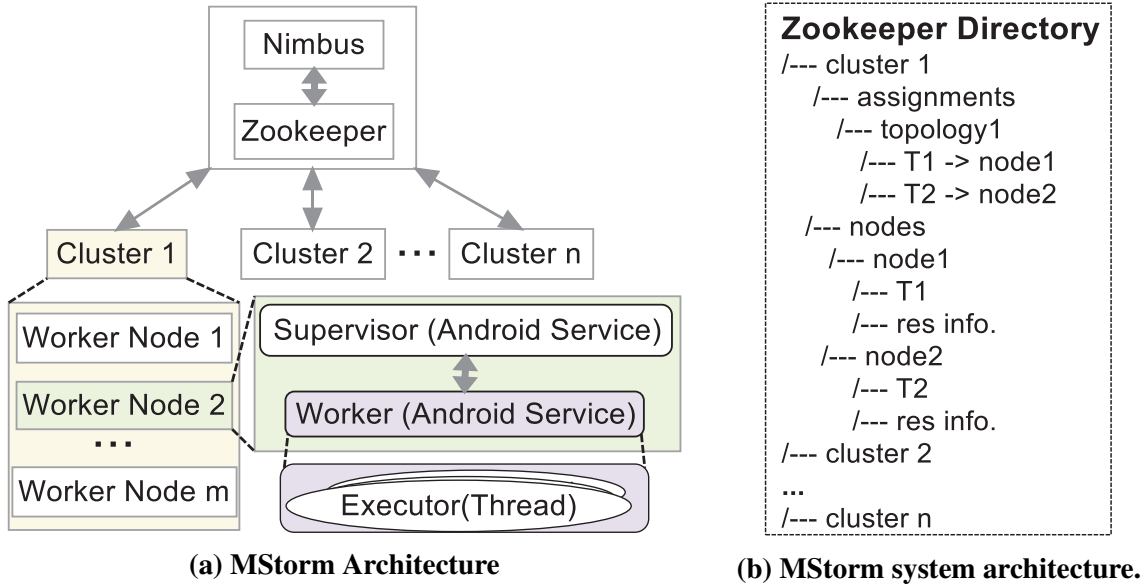 Nimbus
Zookeeper
Cluster 1
Cluster 2
...
Cluster n
Worker Node 1
Worker Node 2
...
Worker Node m
Supervisor (Android Service)
Worker (Android Service)
Executor(Thread)
(a) MStorm Architecture
Zookeeper Directory
/--- cluster 1
/--- assignments
/--- topology1
/--- T1 -> node1
/--- T2 -> node2
/--- nodes
/--- node1
/--- T1
/--- res info.
/--- node2
/--- T2
/--- res info.
/--- cluster 2
...
/--- cluster n
(b) MStorm system architecture.